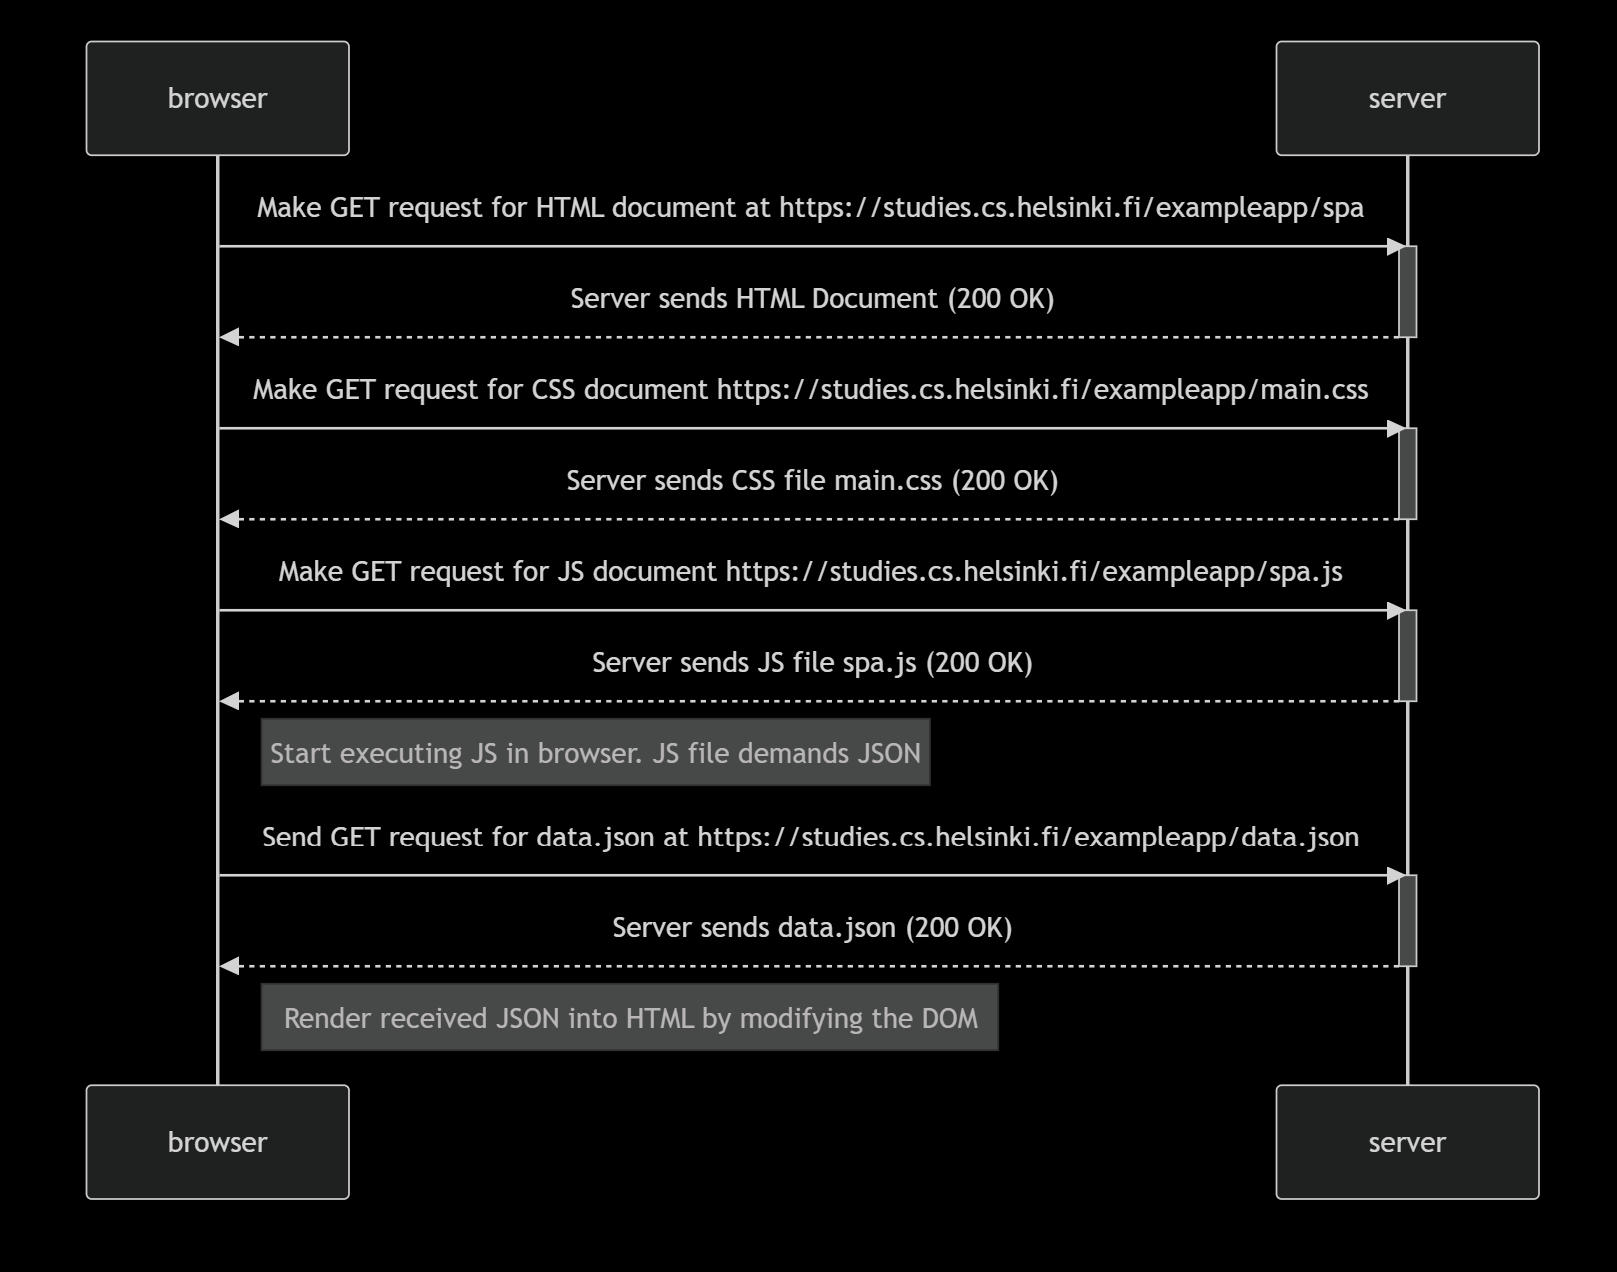 browser
server
Make GET request for HTML document at https://studies.cs.helsinki.fi/exampleapp/spa
Server sends HTML Document (200 OK)
Make GET request for CSS document https://studies.cs.helsinki.fi/exampleapp/main.css
Server sends CSS file main.css (200 OK)
Make GET request for JS document https://studies.cs.helsinki.fi/exampleapp/spa.js
Server sends JS file spa.js (200 OK)
Start executing JS in browser. JS file demands JSON
Send GET request for data.json at https://studies.cs.helsinki.fi/exampleapp/data.json
Server sends data.json (200 OK)
Render received JSON into HTML by modifying the DOM
browser
server